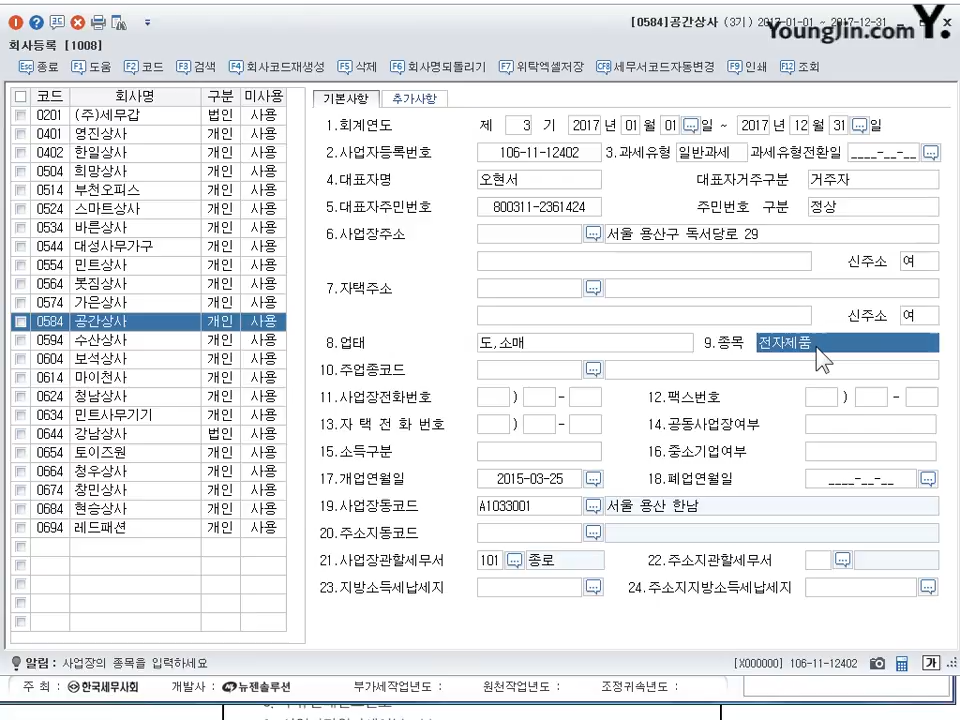 [0584]공간상사 (3기) 2017-01-01 ~ 2017-12-31
YoungJin.com Y.
회사등록 [1008]
Esc 종료 F1 도움 F2 코드 F3 검색 F4 회사코드재생성 F5 삭제 F6 회사명되돌리기 F7 위탁엑셀저장 CF8 세무서코드자동변경 F9 인쇄 F12 조회
코드 회사명 구분 미사용
0201 (주)세무갑 법인 사용
0401 영진상사 개인 사용
0402 한일상사 개인 사용
0504 희망상사 개인 사용
0514 부천오피스 개인 사용
0524 스마트상사 개인 사용
0534 바른상사 개인 사용
0544 대성사무가구 개인 사용
0554 민트상사 개인 사용
0564 봇짐상사 개인 사용
0574 가온상사 개인 사용
0584 공간상사 개인 사용
0594 수산상사 개인 사용
0604 보석상사 개인 사용
0614 마이천사 개인 사용
0624 청남상사 개인 사용
0634 민트사무기기 개인 사용
0644 강남상사 법인 사용
0654 토이즈원 개인 사용
0664 청우상사 개인 사용
0674 창민상사 개인 사용
0684 현승상사 개인 사용
0694 레드패션 개인 사용
기본사항 추가사항
1.회계연도 제 3 기 2017 년 01 월 01 일 ~ 2017 년 12 월 31 일
2.사업자등록번호 106-11-12402 3.과세유형 일반과세 과세유형전환일 ____-__-__
4.대표자명 오현서 대표자거주구분 거주자
5.대표자주민번호 800311-2361424 주민번호 구분 정상
6.사업장주소 서울 용산구 독서당로 29
신주소 여
7.자택주소
신주소 여
8.업태 도,소매 9.종목 전자제품
10.주업종코드
11.사업장전화번호 ) - 12.팩스번호 ) -
13.자 택 전 화 번 호 ) - 14.공동사업장여부
15.소득구분 16.중소기업여부
17.개업연월일 2015-03-25 18.폐업연월일 ____-__-__
19.사업장동코드 A1033001 서울 용산 한남
20.주소지동코드
21.사업장관할세무서 101 종로 22.주소지관할세무서
23.지방소득세납세지 24.주소지지방소득세납세지
알림 : 사업장의 종목을 입력하세요 [X000000] 106-11-12402 가
주 최 : 한국세무사회 개발사 : 뉴젠솔루션 부가세작업년도 : 원천작업년도 : 조정귀속년도 :